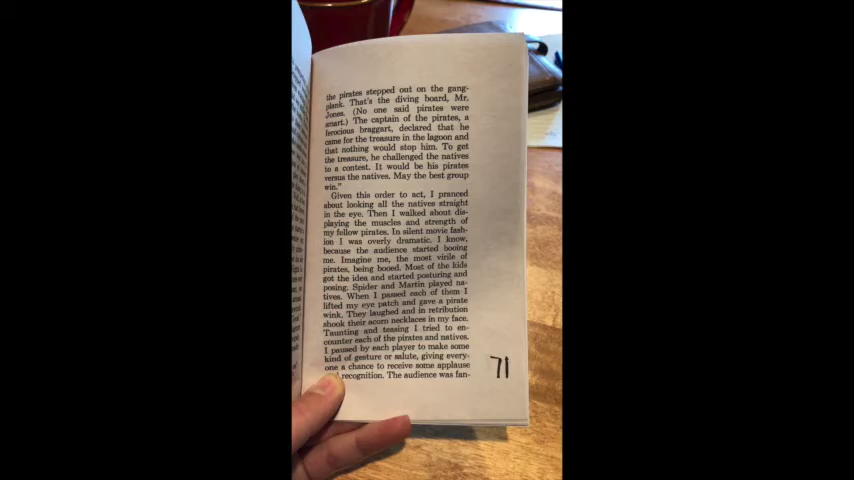 the pirates stepped out on the gang-
plank. That's the diving board, Mr.
Jones. (No one said pirates were
smart.) The captain of the pirates, a
ferocious braggart, declared that he
came for the treasure in the lagoon and
that nothing would stop him. To get
the treasure, he challenged the natives
to a contest. It would be his pirates
versus the natives. May the best group
win."
Given this order to act, I pranced
about looking all the natives straight
in the eye. Then I walked about dis-
playing the muscles and strength of
my fellow pirates. In silent movie fash-
ion I was overly dramatic. I know,
because the audience started booing
me. Imagine me, the most virile of
pirates, being booed. Most of the kids
got the idea and started posturing and
posing. Spider and Martin played na-
tives. When I passed each of them I
lifted my eye patch and gave a pirate
wink. They laughed and in retribution
shook their acorn necklaces in my face.
Taunting and teasing I tried to en-
counter each of the pirates and natives.
I paused by each player to make some
kind of gesture or salute, giving every-
one a chance to receive some applause
recognition. The audience was fan-
71